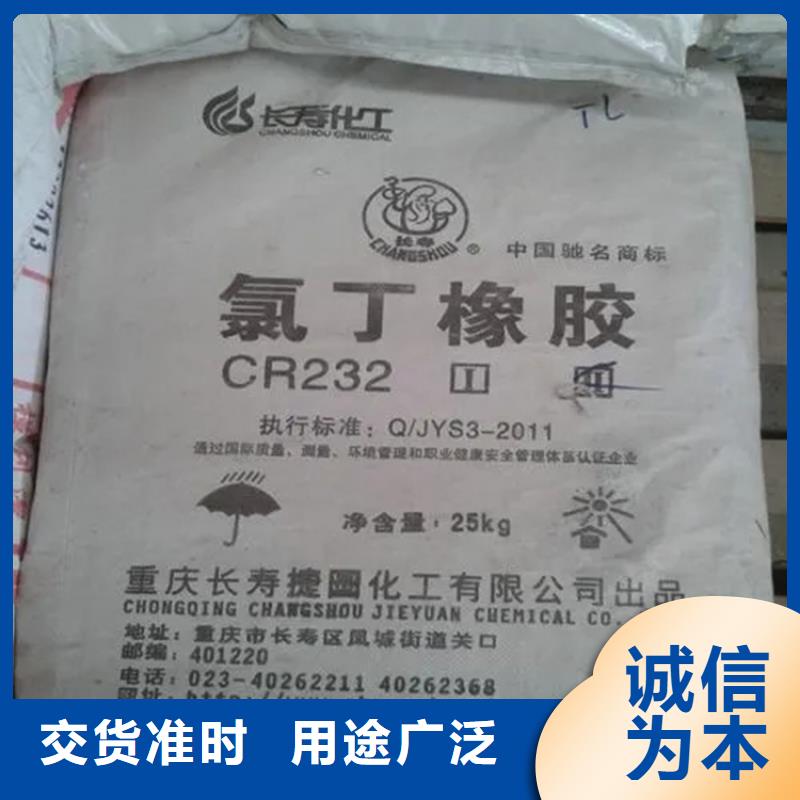 长寿化工
CHANGSHOU CHEMICAL
TL
长寿
CHANGSHOU ®
中国驰名商标
氯丁橡胶
CR232 I II
执行标准：Q/JYS3-2011
通过国际质量、测量、环境管理和职业健康安全管理体系认证企业
净含量：25kg
重庆长寿捷圆化工有限公司出品
CHONGQING CHANGSHOU JIEYUAN CHEMICAL CO.
地址：重庆市长寿区凤城街道关口
邮编：401220
电话：023-40262211 40262368
诚信
为本
交货准时 用途广泛